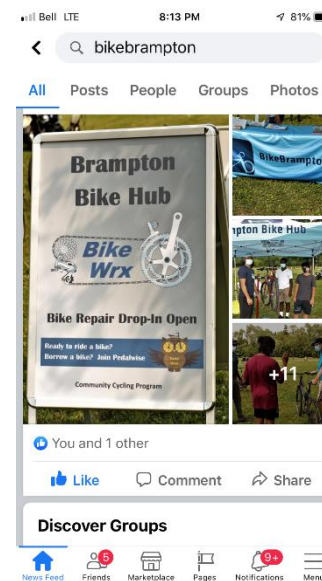 Bell LTE 8:13 PM 81%
bikebrampton
All Posts People Groups Photos
Brampton
Bike Hub
Bike
Wrx
Bike Repair Drop-In Open
Ready to ride a bike?
Borrow a bike? Join Pedalwise
Community Cycling Program
BikeBrampto
pton Bike Hub
+11
You and 1 other
Like Comment Share
Discover Groups
5 9+
News Feed Friends Marketplace Pages Notifications Menu